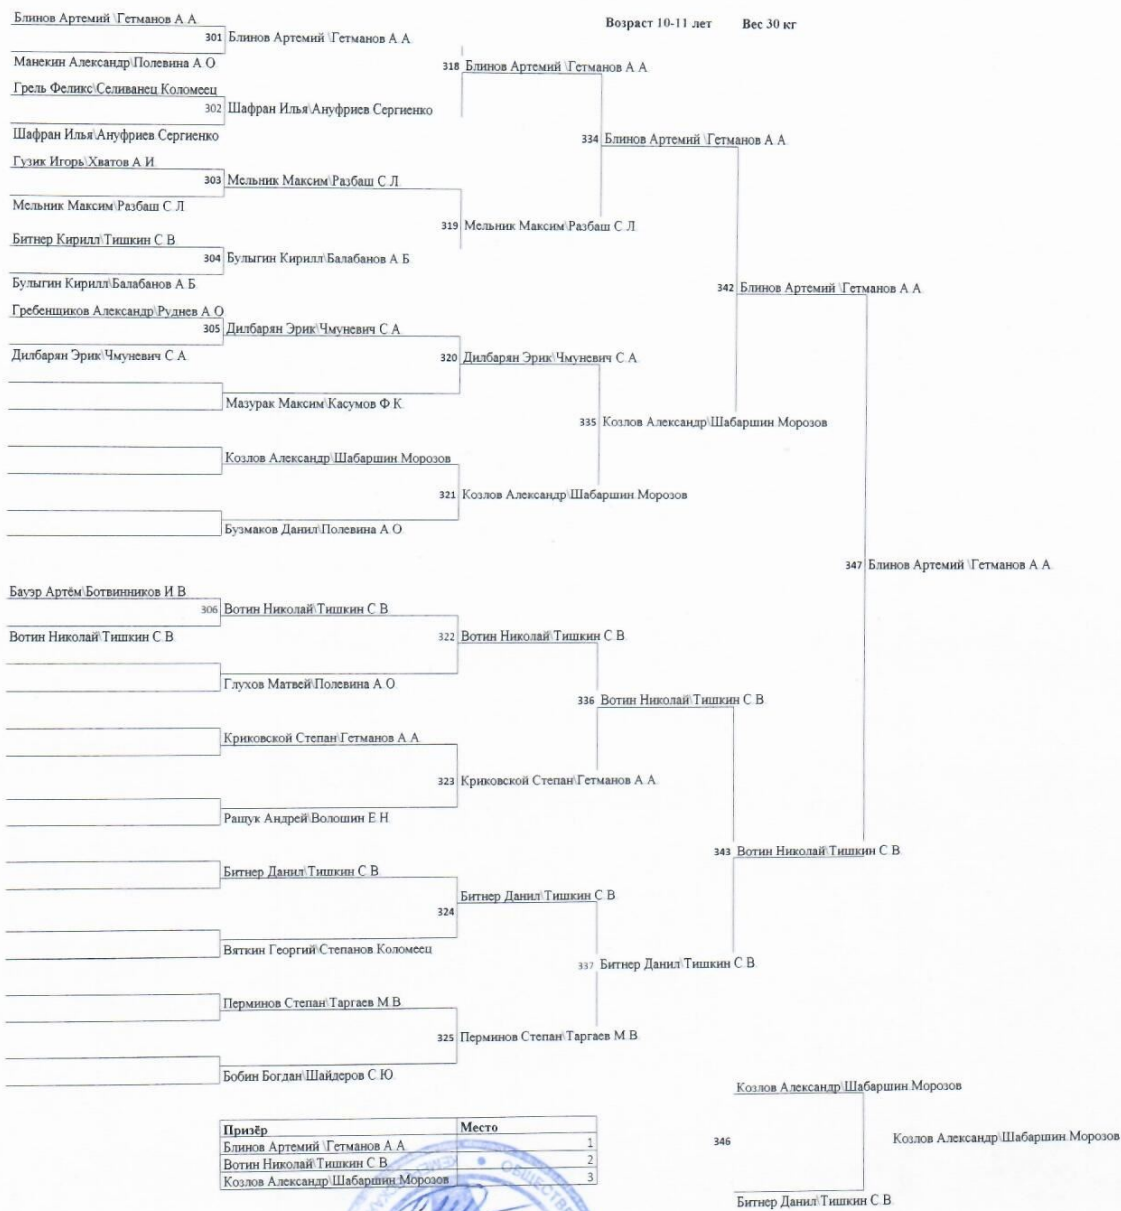 Блинов Артемий \Гетманов А.А.
Возраст 10-11 лет Вес 30 кг
301 Блинов Артемий \Гетманов А.А.
Манекин Александр\Полевина А.О.
318 Блинов Артемий \Гетманов А.А.
Грель Феликс\Селиванец Коломеец
302 Шафран Илья\Ануфриев Сергиенко
Шафран Илья\Ануфриев Сергиенко
334 Блинов Артемий \Гетманов А.А.
Гузик Игорь\Хватов А.И.
303 Мельник Максим\Разбаш С.Л.
Мельник Максим\Разбаш С.Л.
319 Мельник Максим\Разбаш С.Л.
Битнер Кирилл\Тишкин С.В.
304 Булыгин Кирилл\Балабанов А.Б.
Булыгин Кирилл\Балабанов А.Б.
342 Блинов Артемий \Гетманов А.А.
Гребенщиков Александр\Руднев А.О.
305 Дилбарян Эрик\Чмуневич С.А.
Дилбарян Эрик\Чмуневич С.А.
320 Дилбарян Эрик\Чмуневич С.А.
Мазурак Максим\Касумов Ф.К.
335 Козлов Александр\Шабаршин Морозов
Козлов Александр\Шабаршин Морозов
321 Козлов Александр\Шабаршин Морозов
Бузмаков Данил\Полевина А.О.
347 Блинов Артемий \Гетманов А.А.
Бауэр Артём\Ботвинников И.В.
306 Вотин Николай\Тишкин С.В.
Вотин Николай\Тишкин С.В.
322 Вотин Николай\Тишкин С.В.
Глухов Матвей\Полевина А.О.
336 Вотин Николай\Тишкин С.В.
Криковской Степан\Гетманов А.А.
323 Криковской Степан\Гетманов А.А.
Ращук Андрей\Волошин Е.Н.
343 Вотин Николай\Тишкин С.В.
Битнер Данил\Тишкин С.В.
Битнер Данил\Тишкин С.В.
324
Вяткин Георгий\Степанов Коломеец
337 Битнер Данил\Тишкин С.В.
Перминов Степан\Таргаев М.В.
325 Перминов Степан\Таргаев М.В.
Бобин Богдан\Шайдеров С.Ю.
Козлов Александр\Шабаршин Морозов
Призёр Место
Блинов Артемий \Гетманов А.А. 1
346 Козлов Александр\Шабаршин Морозов
Вотин Николай\Тишкин С.В. 2
Козлов Александр\Шабаршин Морозов 3
Битнер Данил\Тишкин С.В.